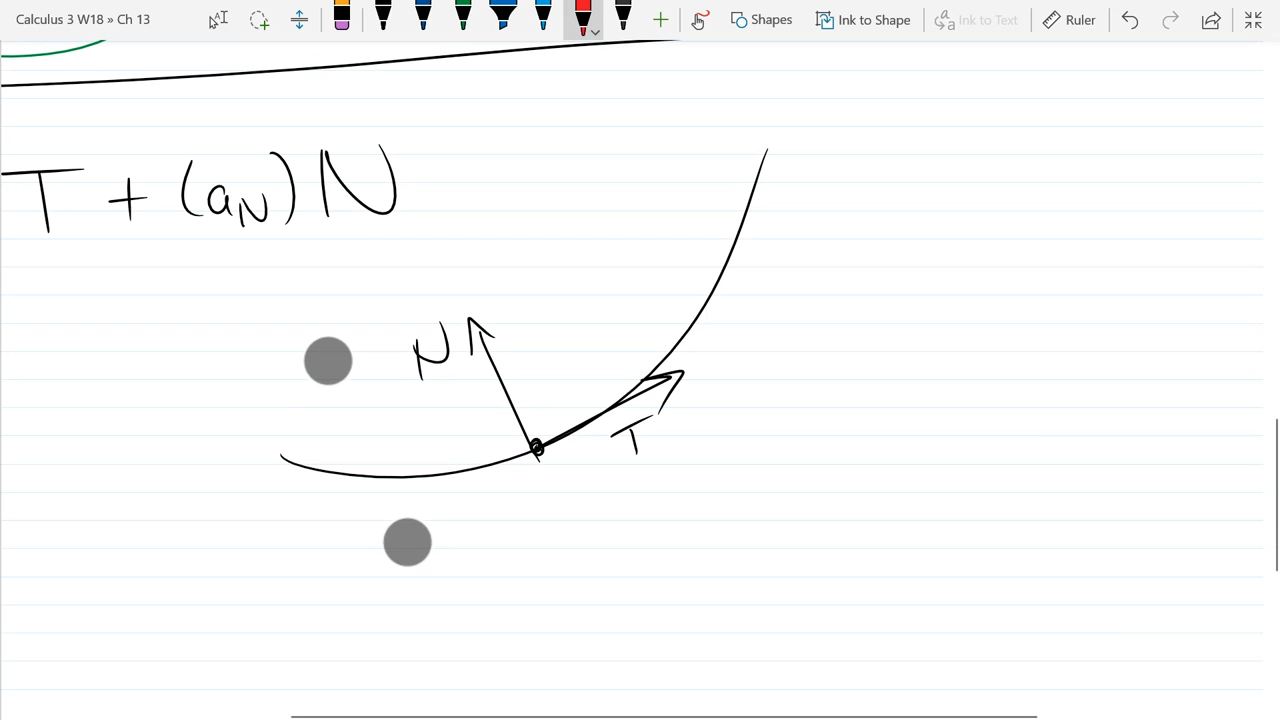 Calculus 3 W18 » Ch 13
Shapes
Ink to Shape
Ink to Text
Ruler
T + (aN)N
N
T